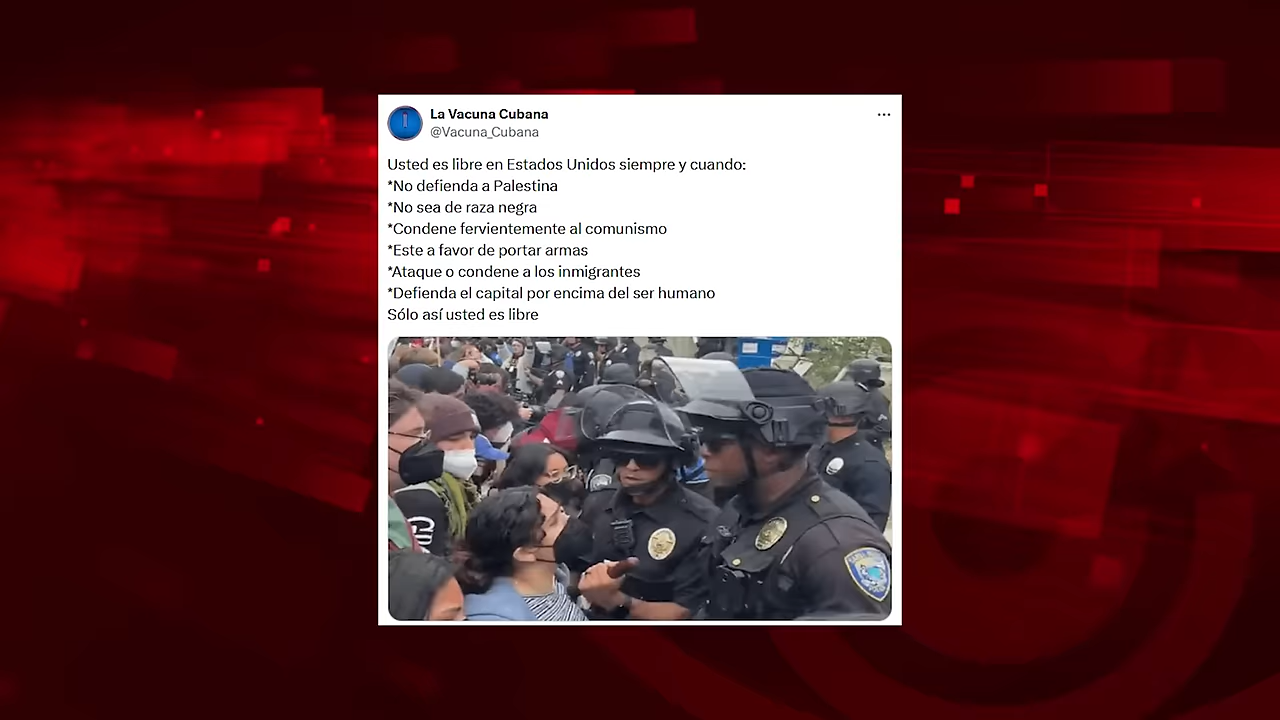 La Vacuna Cubana
@Vacuna_Cubana
Usted es libre en Estados Unidos siempre y cuando:
*No defienda a Palestina
*No sea de raza negra
*Condene fervientemente al comunismo
*Este a favor de portar armas
*Ataque o condene a los inmigrantes
*Defienda el capital por encima del ser humano
Sólo así usted es libre